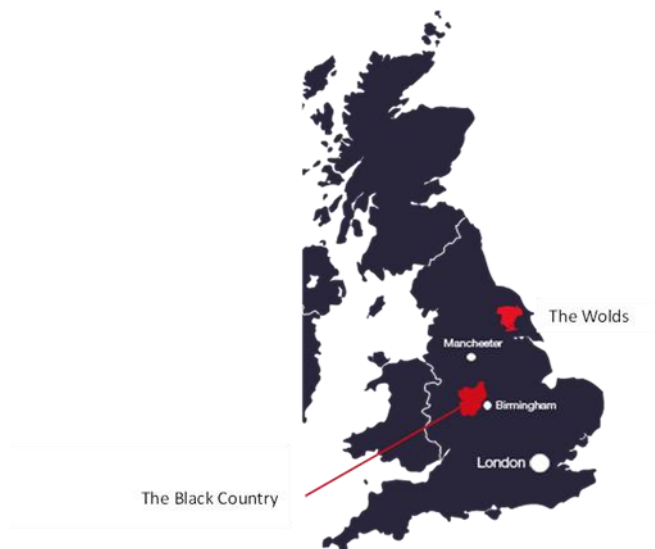 The Wolds
Manchester
Birmingham
London
The Black Country